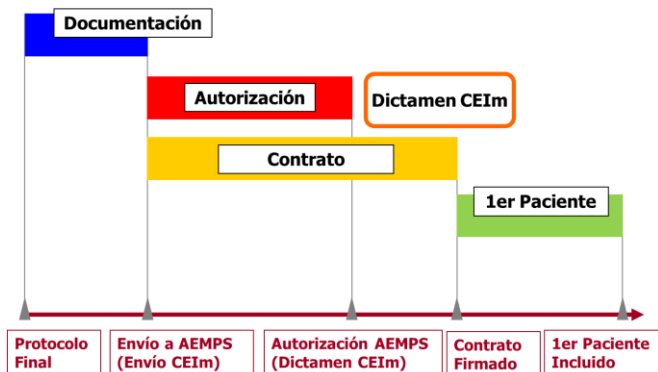 Documentación
Autorización
Dictamen CEIm
Contrato
1er Paciente
Protocolo
Final
Envío a AEMPS
(Envío CEIm)
Autorización AEMPS
(Dictamen CEIm)
Contrato
Firmado
1er Paciente
Incluido